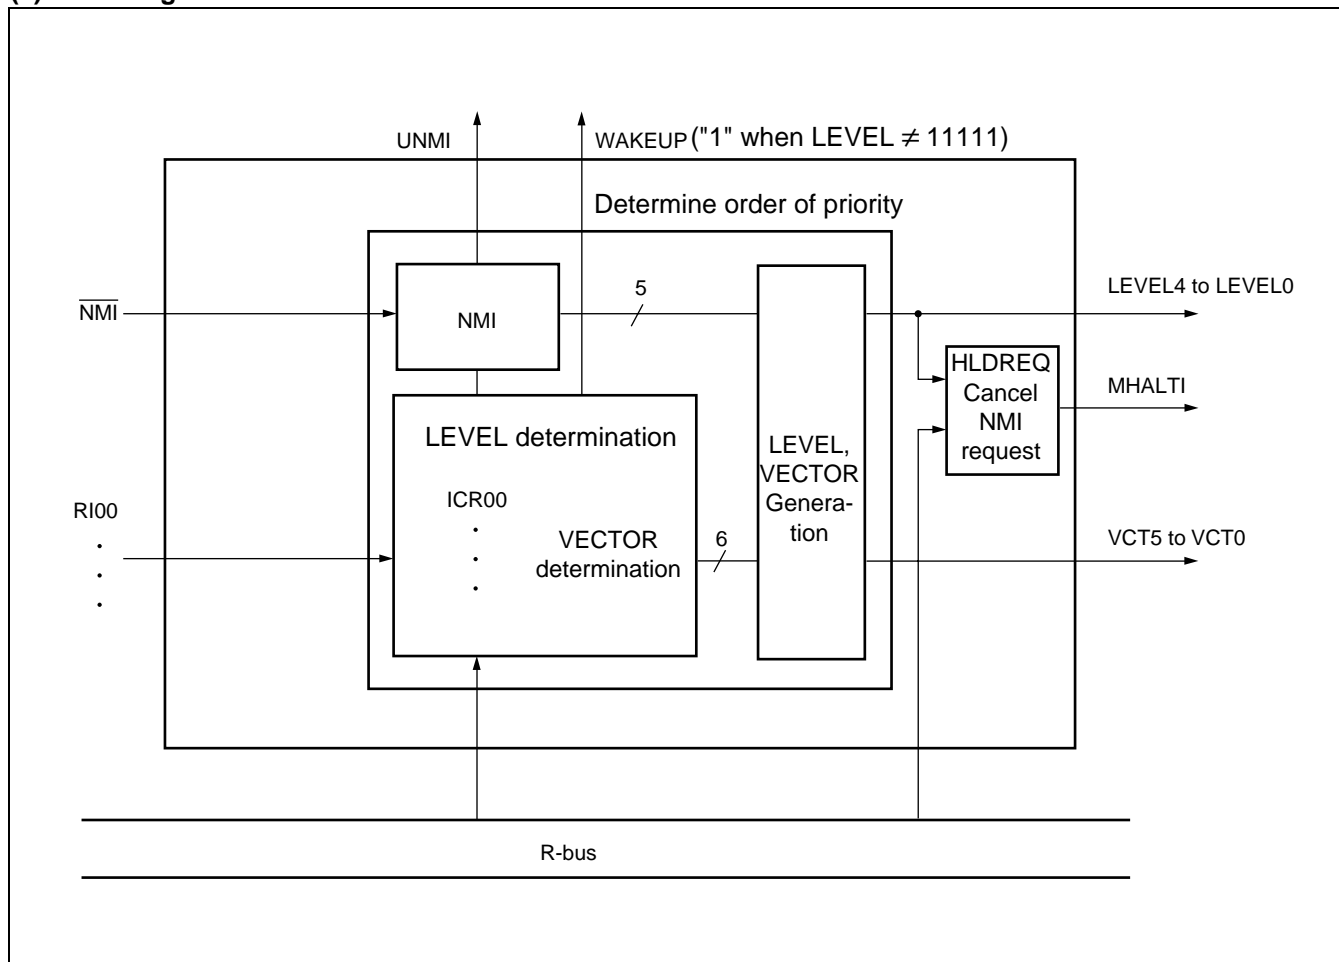 UNMI
WAKEUP ("1" when LEVEL ≠ 11111)
Determine order of priority
NMI
NMI
5
LEVEL4 to LEVEL0
HLDREQ
Cancel
NMI
request
MHALTI
LEVEL determination
ICR00
VECTOR
determination
6
LEVEL,
VECTOR
Genera-
tion
RI00
VCT5 to VCT0
R-bus